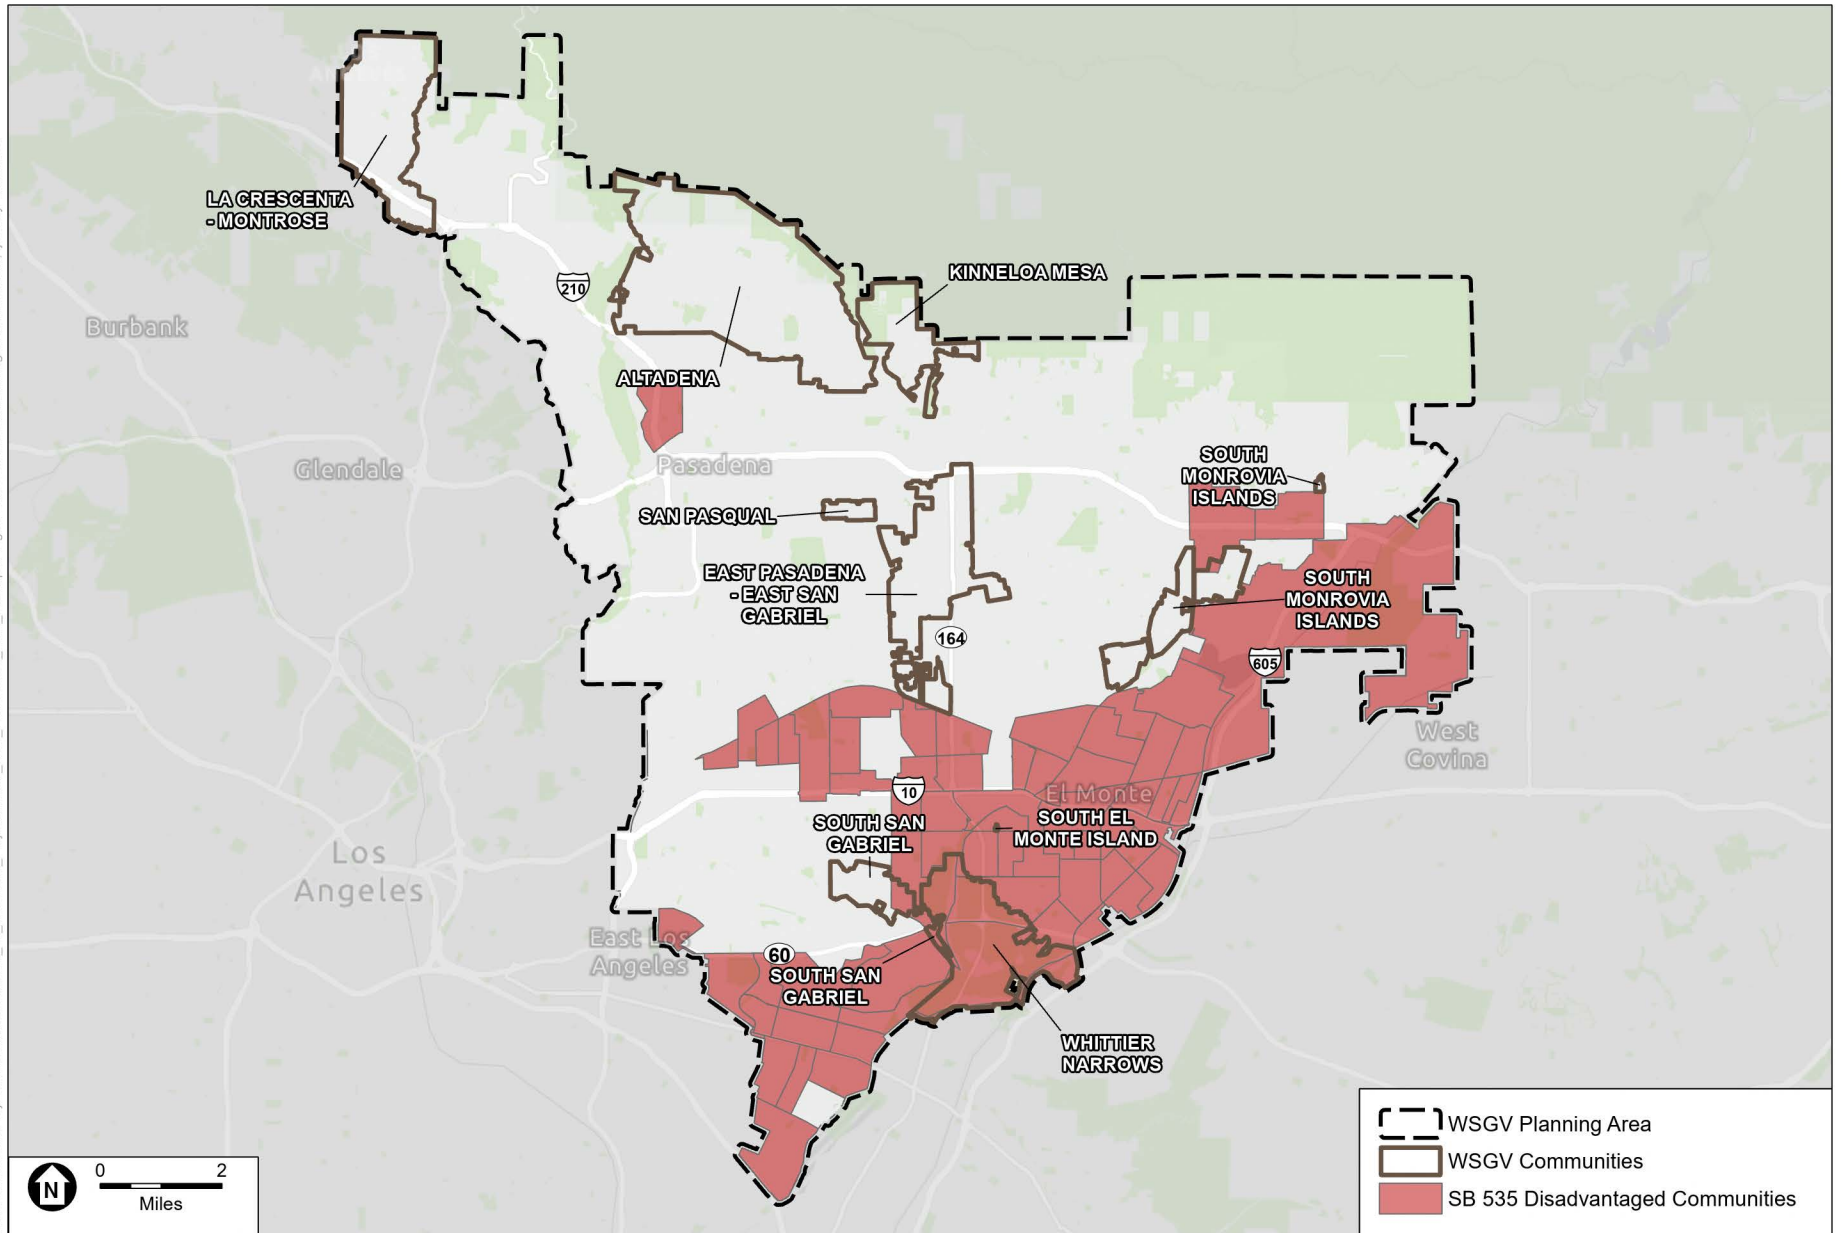 LA CRESCENTA
- MONTROSE
210
KINNELOA MESA
Burbank
ALTADENA
Glendale
Pasadena
SOUTH
MONROVIA
ISLANDS
SAN PASQUAL
EAST PASADENA
- EAST SAN
GABRIEL
SOUTH
MONROVIA
ISLANDS
164
605
West
Covina
10
El Monte
SOUTH SAN
GABRIEL
SOUTH EL
MONTE ISLAND
Los
Angeles
East Los
Angeles
60
SOUTH SAN
GABRIEL
WHITTIER
NARROWS
WSGV Planning Area
WSGV Communities
SB 535 Disadvantaged Communities
N
0 2
Miles